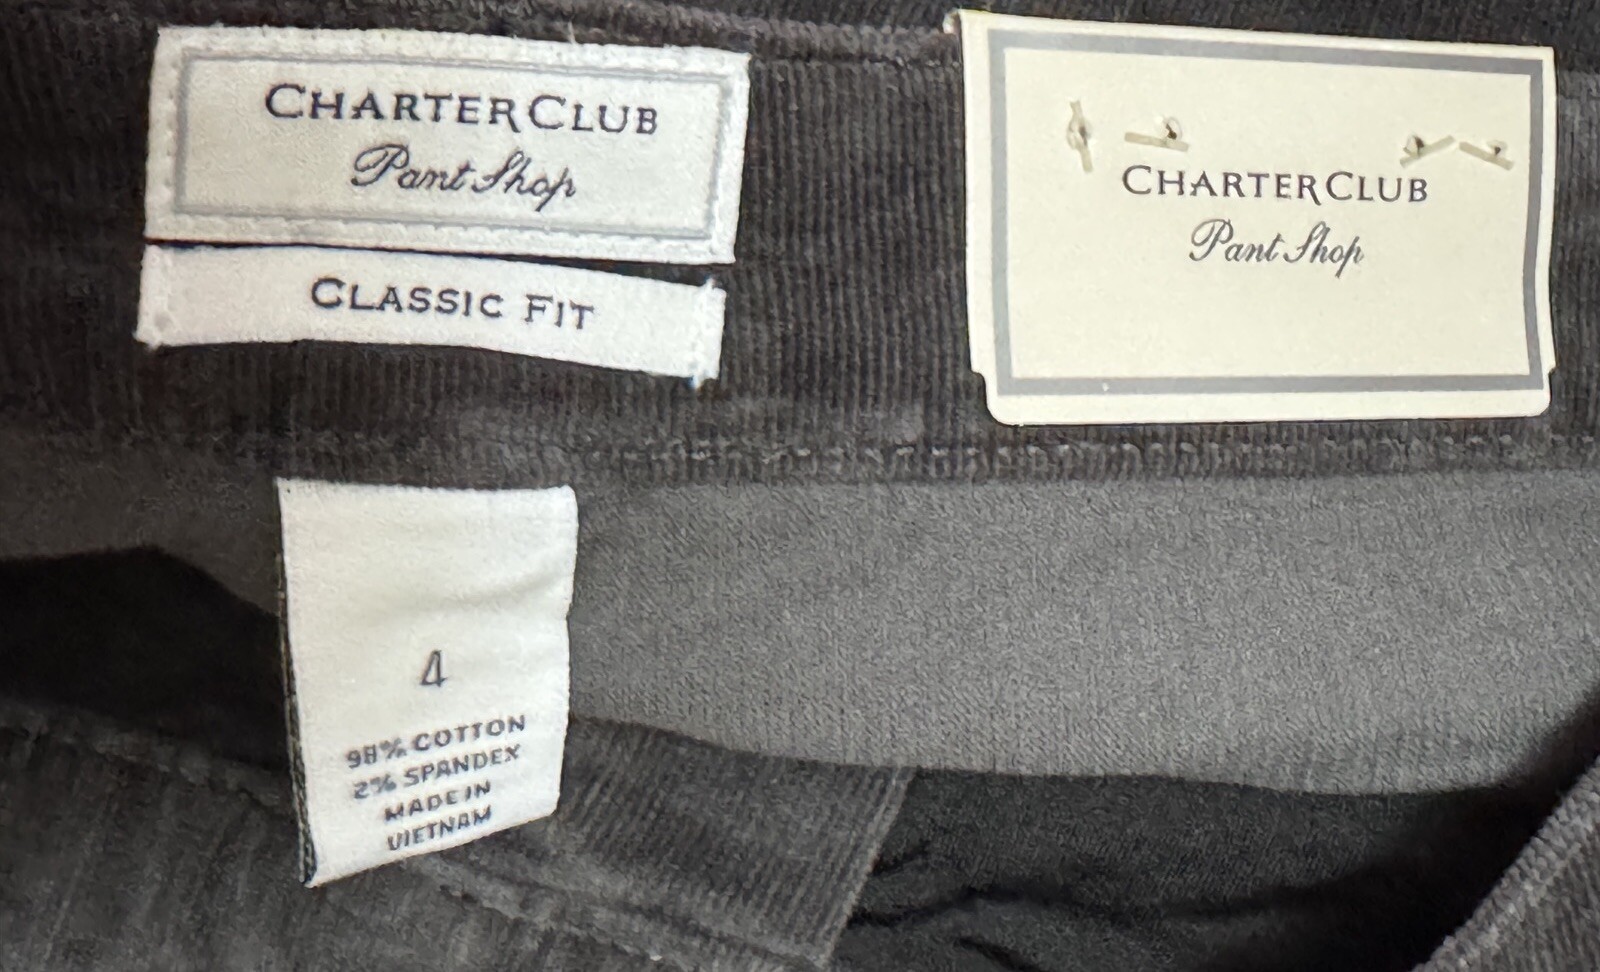 CHARTER CLUB
Pant Shop
CLASSIC FIT
CHARTER CLUB
Pant Shop
4
98% COTTON
2% SPANDEX
MADE IN
VIETNAM